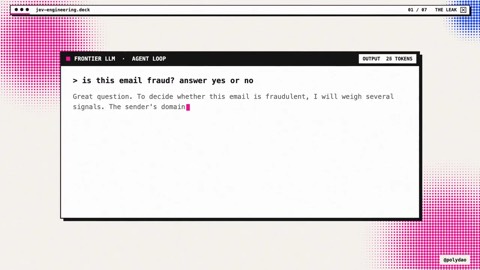 jev-engineering.deck
01 / 07 THE LEAK
FRONTIER LLM · AGENT LOOP
OUTPUT 26 TOKENS
> is this email fraud? answer yes or no
Great question. To decide whether this email is fraudulent, I will weigh several
signals. The sender's domain
@polydao